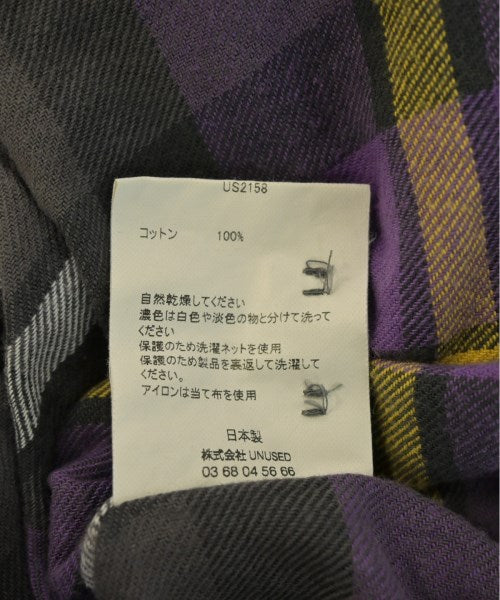 US2158
コットン 100%
自然乾燥してください
濃色は白色や淡色の物と分けて洗って
ください
保護のため洗濯ネットを使用
保護のため製品を裏返して洗濯して
ください。
アイロンは当て布を使用
日本製
株式会社 UNUSED
03 68 04 56 66